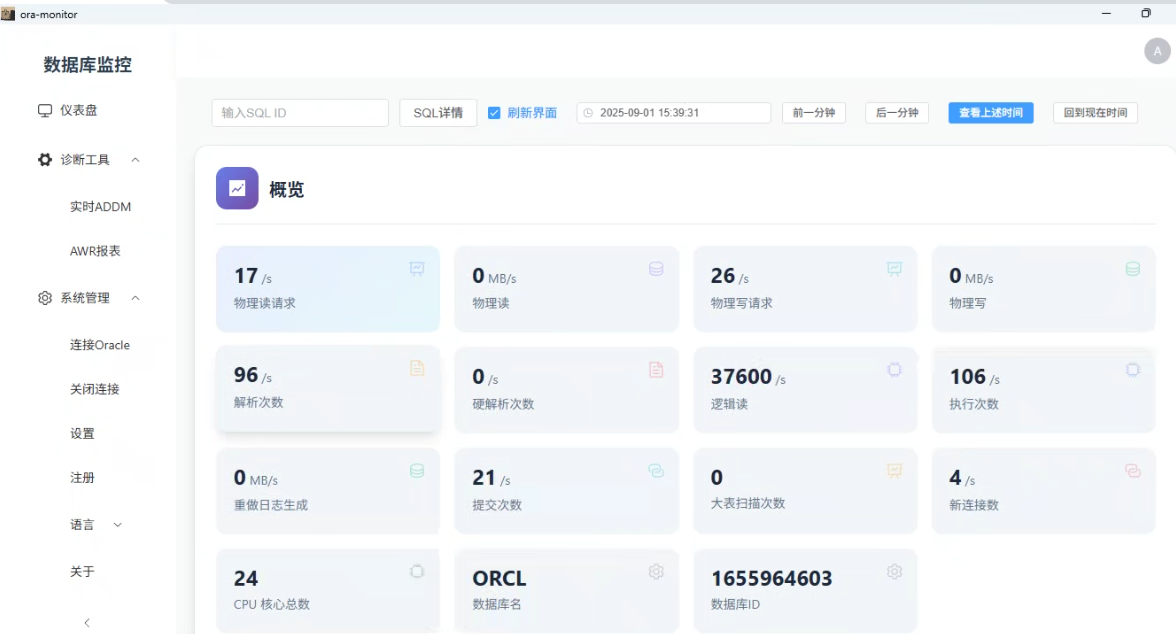 ora-monitor
数据库监控
A
仪表盘
输入SQL ID
SQL详情
刷新界面
2025-09-01 15:39:31
前一分钟
后一分钟
查看上述时间
回到现在时间
诊断工具
实时ADDM
AWR报表
系统管理
连接Oracle
关闭连接
设置
注册
语言
关于
概览
17 /s
物理读请求
0 MB/s
物理读
26 /s
物理写请求
0 MB/s
物理写
96 /s
解析次数
0 /s
硬解析次数
37600 /s
逻辑读
106 /s
执行次数
0 MB/s
重做日志生成
21 /s
提交次数
0
大表扫描次数
4 /s
新连接数
24
CPU 核心总数
ORCL
数据库名
1655964603
数据库ID